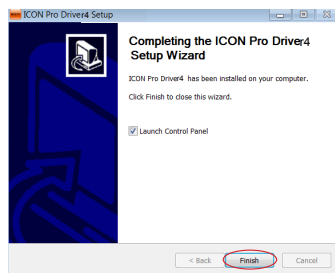 ICON Pro Driver4 Setup
Completing the ICON Pro Driver4
Setup Wizard
ICON Pro Driver4 has been installed on your computer.
Click Finish to close this wizard.
Launch Control Panel
< Back Finish Cancel